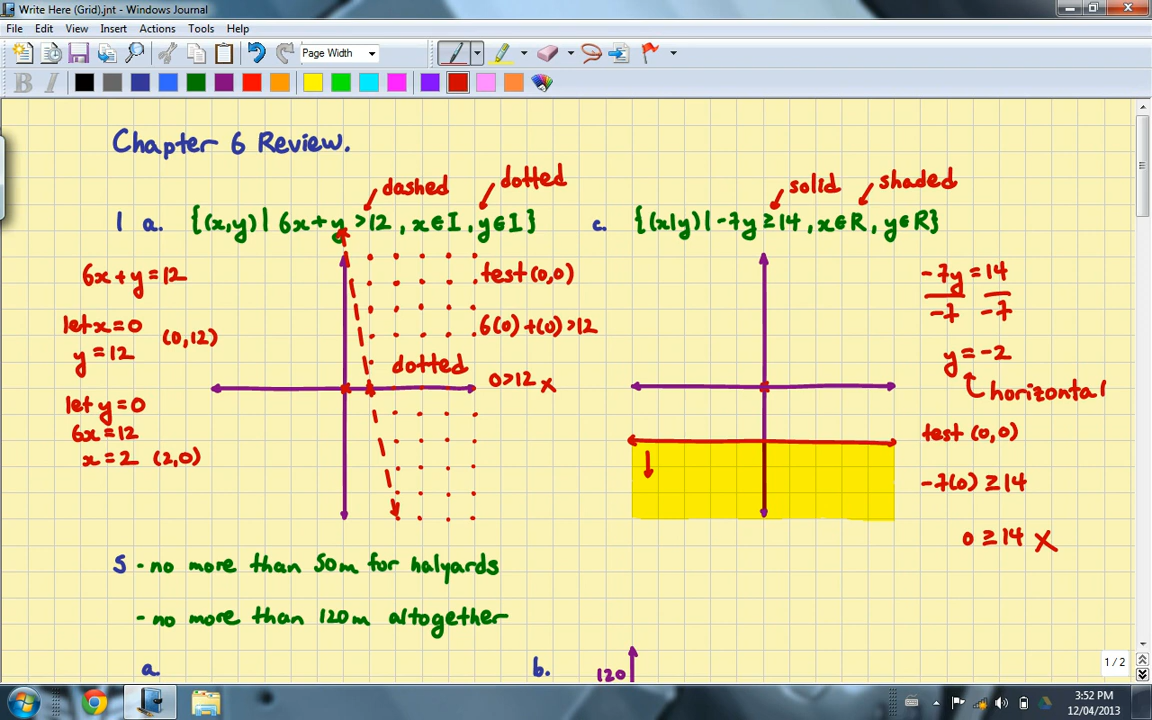 Write Here (Grid).jnt - Windows Journal
File Edit View Insert Actions Tools Help
Page Width
B I
Chapter 6 Review.
dashed
dotted
1 a. {(x,y) | 6x + y > 12, x ∈ I, y ∈ I}
6x + y = 12
let x = 0
y = 12
(0,12)
let y = 0
6x = 12
x = 2 (2,0)
test (0,0)
6(0) + (0) > 12
dotted
0 > 12 x
solid
shaded
c. {(x|y) | -7y ≥ 14, x ∈ R, y ∈ R}
-7y = 14
-7 -7
y = -2
horizontal
test (0,0)
-7(0) ≥ 14
0 ≥ 14 X
5 - no more than 50m for halyards
- no more than 120m altogether
a.
b.
120
1 / 2
3:52 PM
12/04/2013